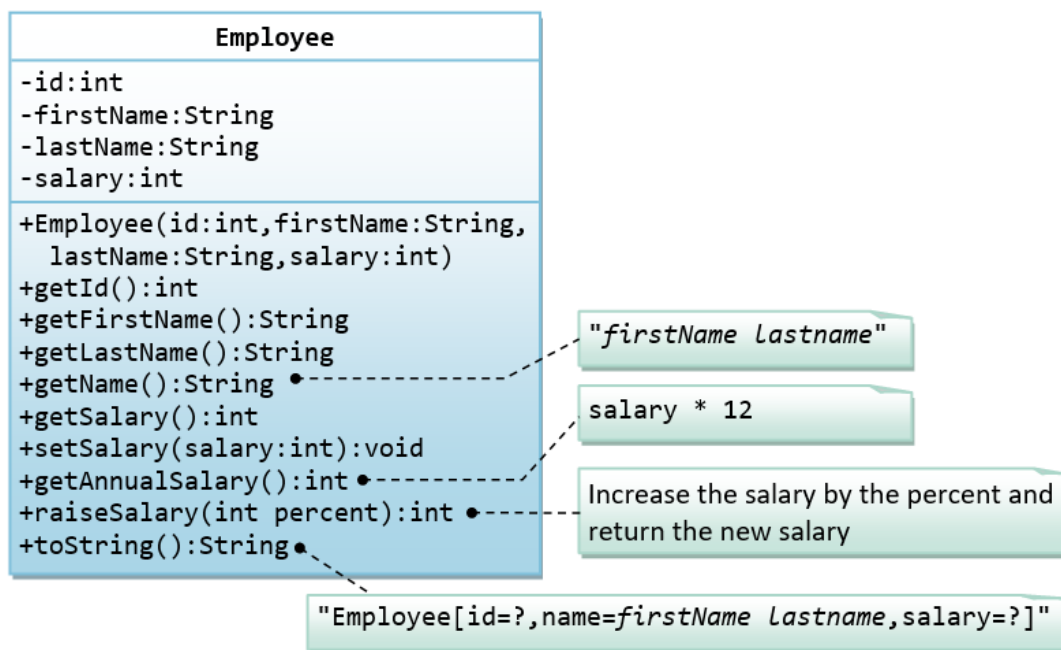 Employee
-id:int
-firstName:String
-lastName:String
-salary:int
+Employee(id:int,firstName:String,
lastName:String,salary:int)
+getId():int
+getFirstName():String
+getLastName():String
+getName():String
+getSalary():int
+setSalary(salary:int):void
+getAnnualSalary():int
+raiseSalary(int percent):int
+toString():String
"firstName lastname"
salary * 12
Increase the salary by the percent and
return the new salary
"Employee[id=?,name=firstName lastname,salary=?]"